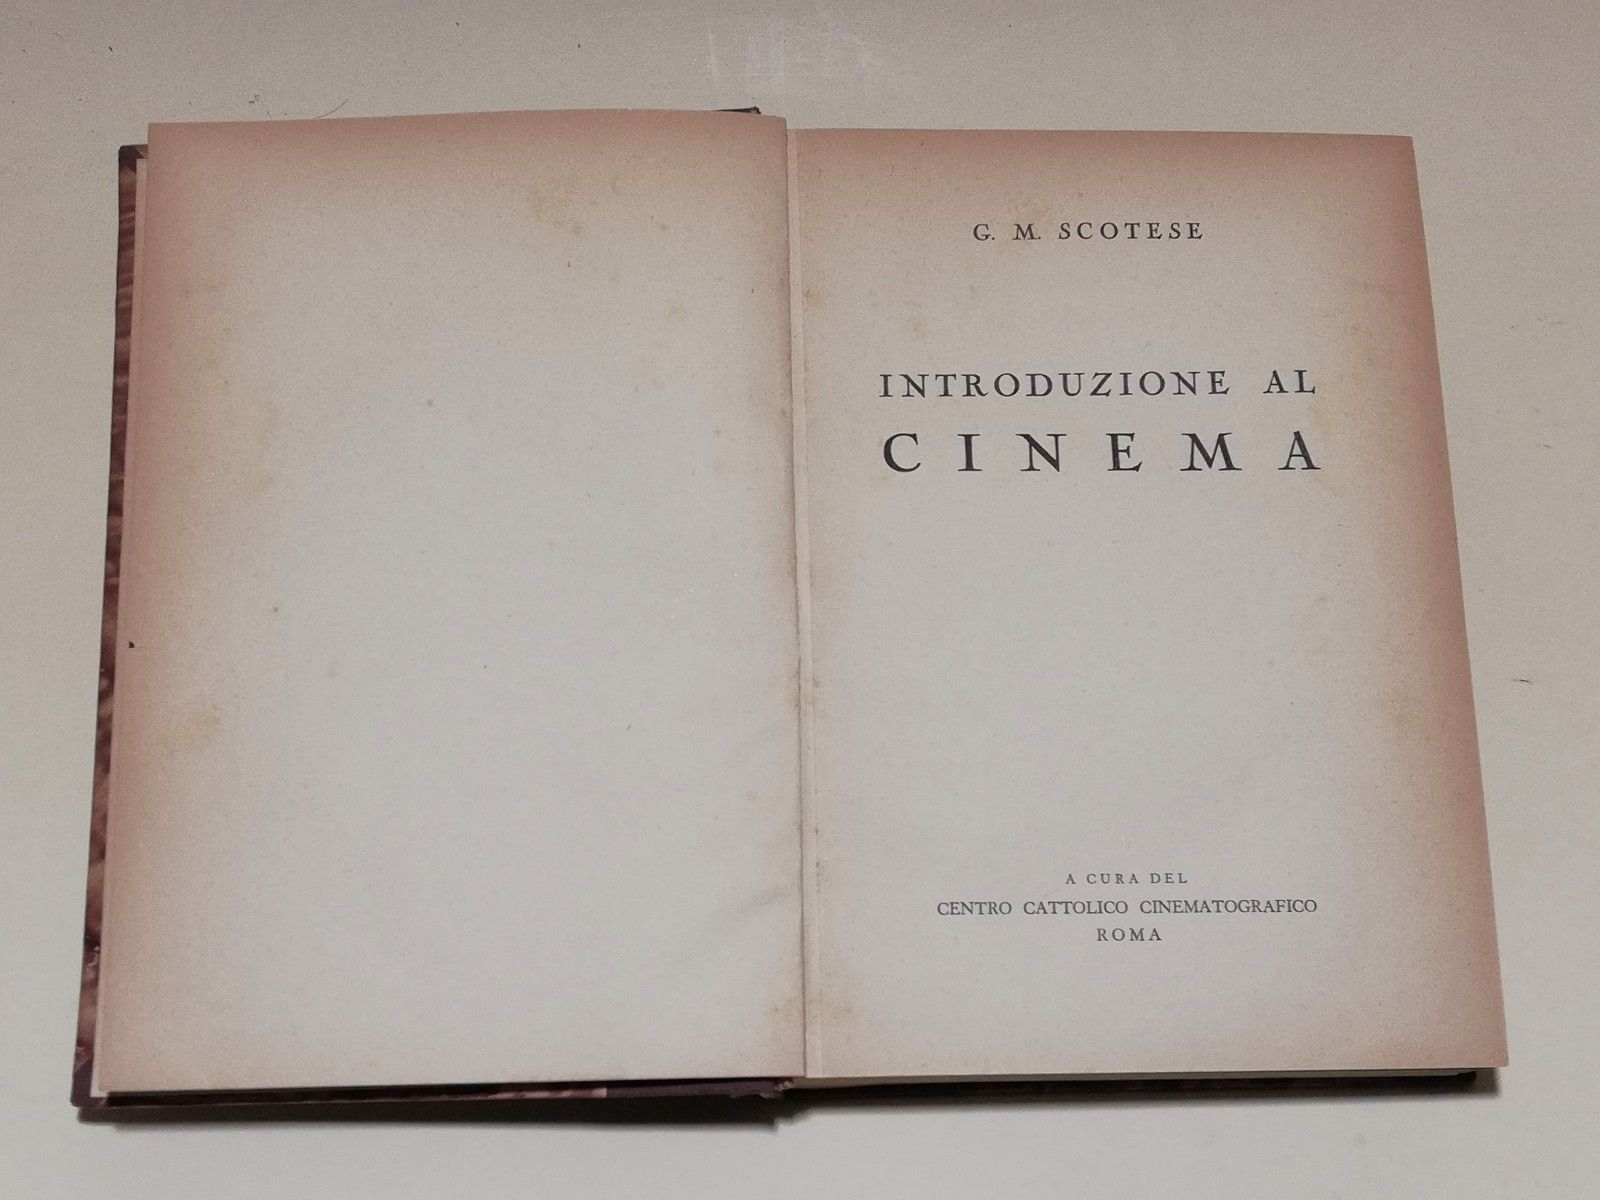 G. M. SCOTESE
INTRODUZIONE AL
CINEMA
A CURA DEL
CENTRO CATTOLICO CINEMATOGRAFICO
ROMA